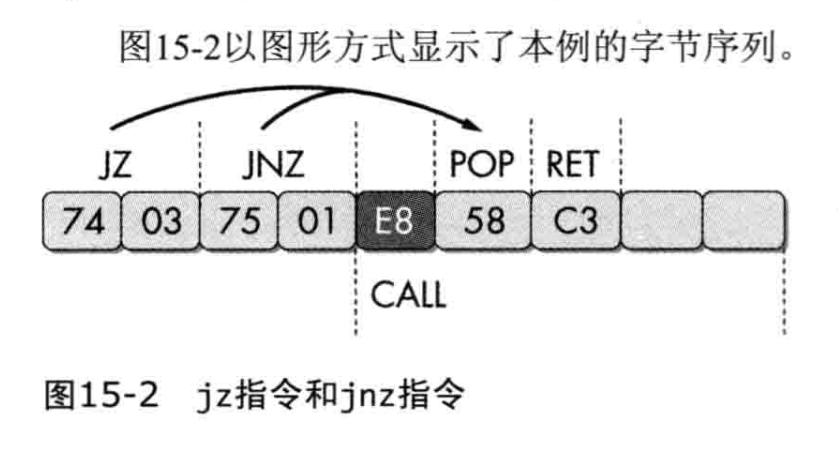 图15-2以图形方式显示了本例的字节序列。
JZ JNZ POP RET
74 03 75 01 E8 58 C3
CALL
图15-2 jz指令和jnz指令